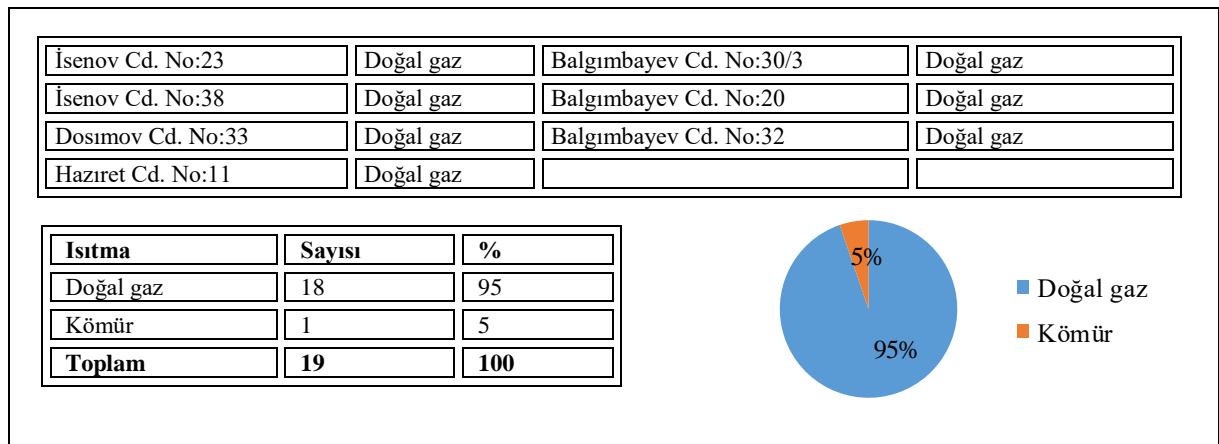 İsenov Cd. No:23 Doğal gaz Balgımbayev Cd. No:30/3 Doğal gaz
İsenov Cd. No:38 Doğal gaz Balgımbayev Cd. No:20 Doğal gaz
Dosımov Cd. No:33 Doğal gaz Balgımbayev Cd. No:32 Doğal gaz
Hazıret Cd. No:11 Doğal gaz
Isıtma Sayısı %
Doğal gaz 18 95
Kömür 1 5
Toplam 19 100
5%
95%
Doğal gaz
Kömür